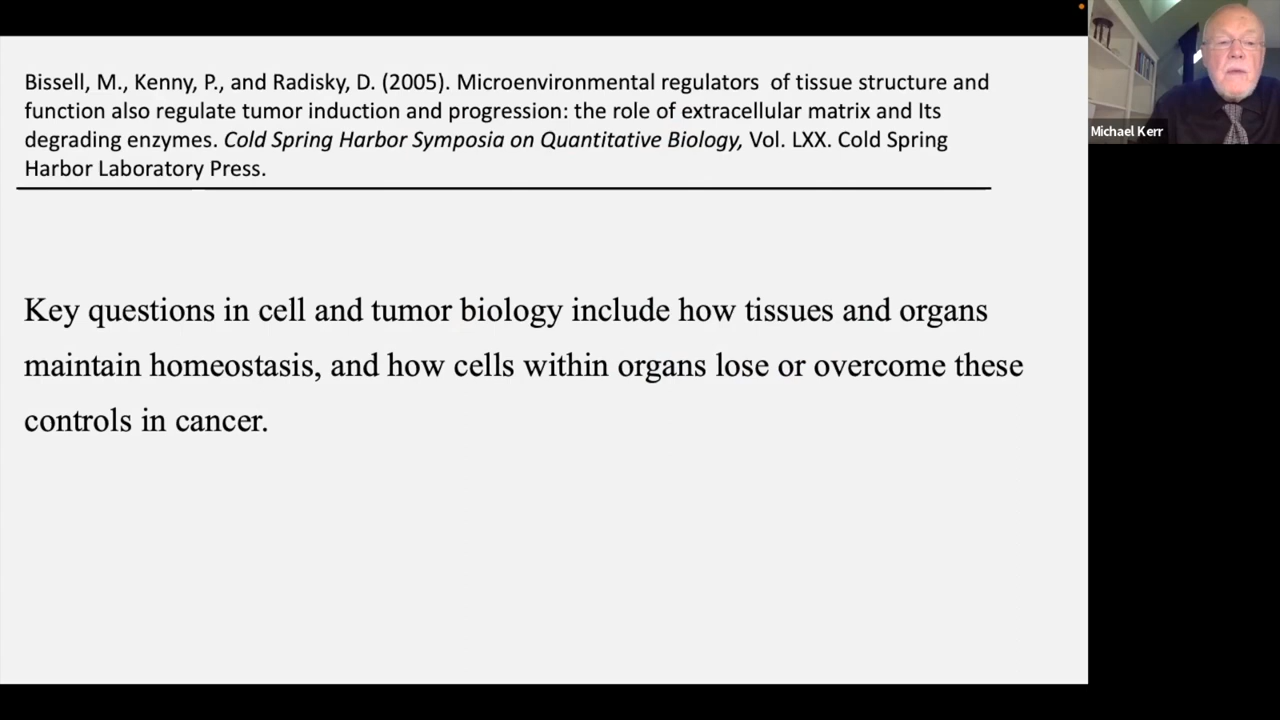 Bissell, M., Kenny, P., and Radisky, D. (2005). Microenvironmental regulators of tissue structure and
function also regulate tumor induction and progression: the role of extracellular matrix and Its
degrading enzymes. Cold Spring Harbor Symposia on Quantitative Biology, Vol. LXX. Cold Spring
Harbor Laboratory Press.
Key questions in cell and tumor biology include how tissues and organs
maintain homeostasis, and how cells within organs lose or overcome these
controls in cancer.
Michael Kerr